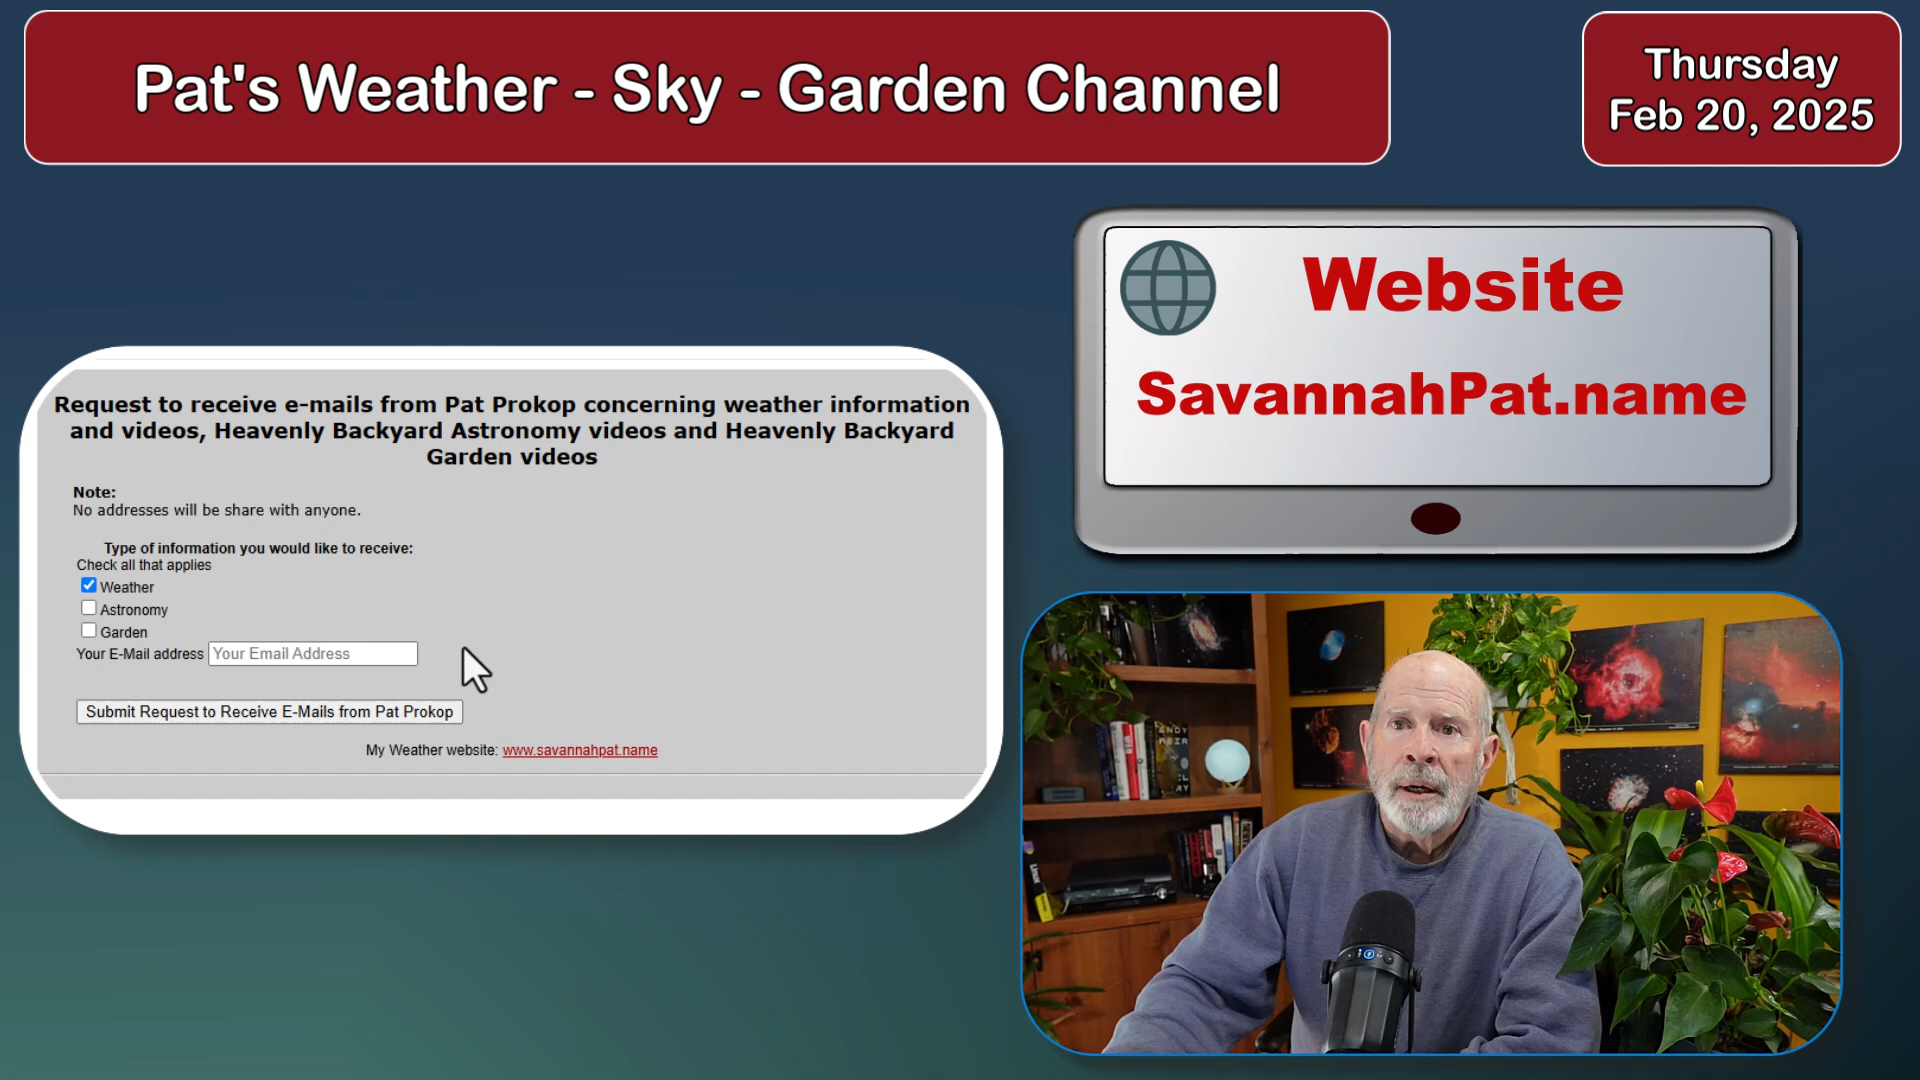 Pat's Weather - Sky - Garden Channel
Thursday
Feb 20, 2025
Website
SavannahPat.name
Request to receive e-mails from Pat Prokop concerning weather information
and videos, Heavenly Backyard Astronomy videos and Heavenly Backyard
Garden videos
Note:
No addresses will be share with anyone.
Type of information you would like to receive:
Check all that applies
Weather
Astronomy
Garden
Your E-Mail address Your Email Address
Submit Request to Receive E-Mails from Pat Prokop
My Weather website: www.savannahpat.name
ANDY
WEIR